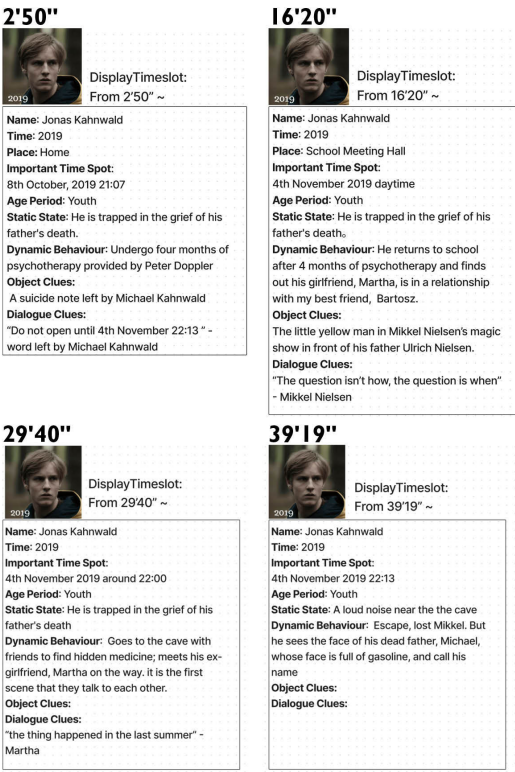 2'50''
2019
DisplayTimeslot:
From 2’50” ~
Name: Jonas Kahnwald
Time: 2019
Place: Home
Important Time Spot:
8th October, 2019 21:07
Age Period: Youth
Static State: He is trapped in the grief of his
father's death.
Dynamic Behaviour: Undergo four months of
psychotherapy provided by Peter Doppler
Object Clues:
A suicide note left by Michael Kahnwald
Dialogue Clues:
“Do not open until 4th November 22:13 ” -
word left by Michael Kahnwald
16'20''
2019
DisplayTimeslot:
From 16’20” ~
Name: Jonas Kahnwald
Time: 2019
Place: School Meeting Hall
Important Time Spot:
4th November 2019 daytime
Age Period: Youth
Static State: He is trapped in the grief of his
father's death。
Dynamic Behaviour: He returns to school
after 4 months of psychotherapy and finds
out his girlfriend, Martha, is in a relationship
with my best friend, Bartosz.
Object Clues:
The little yellow man in Mikkel Nielsen’s magic
show in front of his father Ulrich Nielsen.
Dialogue Clues:
“The question isn’t how, the question is when”
- Mikkel Nielsen
29'40''
2019
DisplayTimeslot:
From 29’40” ~
Name: Jonas Kahnwald
Time: 2019
Important Time Spot:
4th November 2019 around 22:00
Age Period: Youth
Static State: He is trapped in the grief of his
father's death
Dynamic Behaviour: Goes to the cave with
friends to find hidden medicine; meets his ex-
girlfriend, Martha on the way. it is the first
scene that they talk to each other.
Object Clues:
Dialogue Clues:
“the thing happened in the last summer” -
Martha
39'19''
2019
DisplayTimeslot:
From 39’19” ~
Name: Jonas Kahnwald
Time: 2019
Important Time Spot:
4th November 2019 22:13
Age Period: Youth
Static State: A loud noise near the the cave
Dynamic Behaviour: Escape, lost Mikkel. But
he sees the face of his dead father, Michael,
whose face is full of gasoline, and call his
name
Object Clues:
Dialogue Clues: